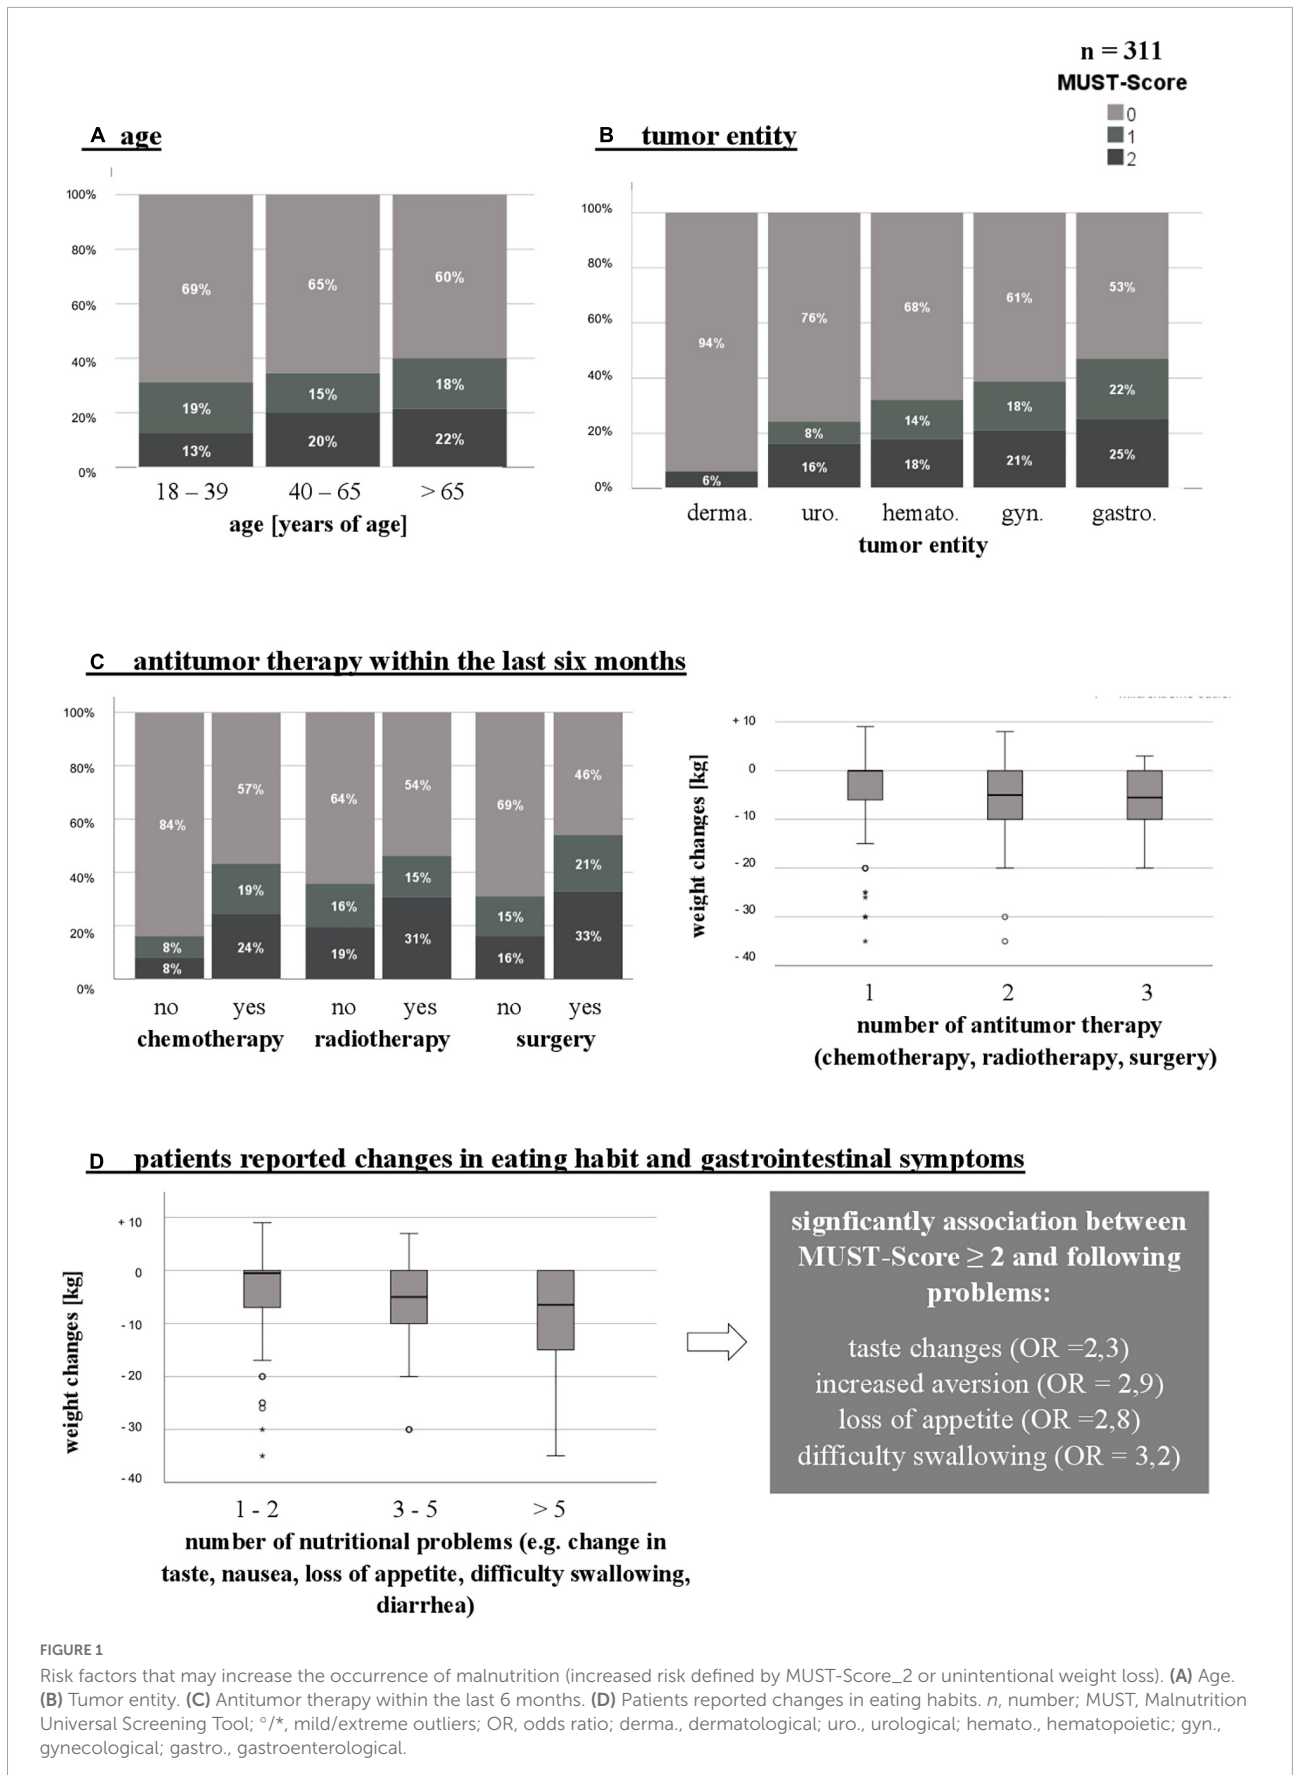 n = 311
MUST-Score
0
1
2
A age
100%
80%
60%
40%
20%
0%
69%
19%
13%
65%
15%
20%
60%
18%
22%
18 – 39
40 – 65
> 65
age [years of age]
B tumor entity
100%
80%
60%
40%
20%
0%
94%
6%
76%
8%
16%
68%
14%
18%
61%
18%
21%
53%
22%
25%
derma.
uro.
hemato.
gyn.
gastro.
tumor entity
C antitumor therapy within the last six months
100%
80%
60%
40%
20%
0%
84%
8%
8%
57%
19%
24%
64%
16%
19%
54%
15%
31%
69%
15%
16%
46%
21%
33%
no yes no yes no yes
chemotherapy radiotherapy surgery
weight changes [kg]
+ 10
0
- 10
- 20
- 30
- 40
1 2 3
number of antitumor therapy
(chemotherapy, radiotherapy, surgery)
D patients reported changes in eating habit and gastrointestinal symptoms
weight changes [kg]
+ 10
0
- 10
- 20
- 30
- 40
1 - 2 3 - 5 > 5
number of nutritional problems (e.g. change in
taste, nausea, loss of appetite, difficulty swallowing,
diarrhea)
signficantly association between
MUST-Score ≥ 2 and following
problems:
taste changes (OR =2,3)
increased aversion (OR = 2,9)
loss of appetite (OR =2,8)
difficulty swallowing (OR = 3,2)
FIGURE 1
Risk factors that may increase the occurrence of malnutrition (increased risk defined by MUST-Score_2 or unintentional weight loss). (A) Age.
(B) Tumor entity. (C) Antitumor therapy within the last 6 months. (D) Patients reported changes in eating habits. n, number; MUST, Malnutrition
Universal Screening Tool; °/*, mild/extreme outliers; OR, odds ratio; derma., dermatological; uro., urological; hemato., hematopoietic; gyn.,
gynecological; gastro., gastroenterological.